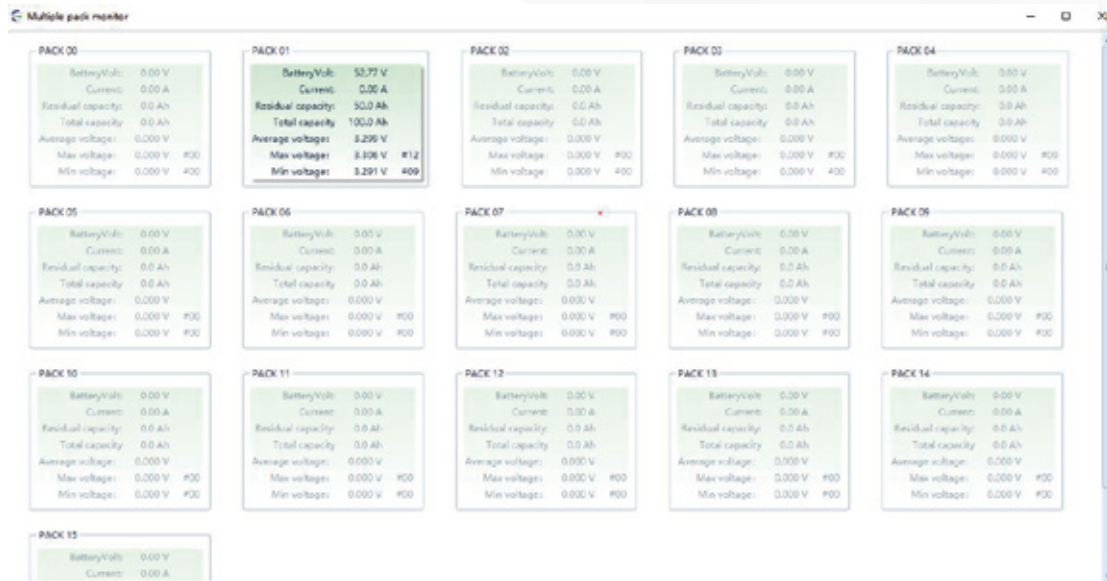 Multiple pack monitor
PACK 00
BatteryVolt: 0.00 V
Current: 0.00 A
Residual capacity: 0.0 Ah
Total capacity 0.0 Ah
Average voltage: 0.000 V
Max voltage: 0.000 V #00
Min voltage: 0.000 V #00
PACK 01
BatteryVolt: 52.77 V
Current: 0.00 A
Residual capacity: 50.0 Ah
Total capacity 100.0 Ah
Average voltage: 3.299 V
Max voltage: 3.306 V #12
Min voltage: 3.291 V #09
PACK 02
BatteryVolt: 0.00 V
Current: 0.00 A
Residual capacity: 0.0 Ah
Total capacity 0.0 Ah
Average voltage: 0.000 V
Max voltage: 0.000 V #00
Min voltage: 0.000 V #00
PACK 03
BatteryVolt: 0.00 V
Current: 0.00 A
Residual capacity: 0.0 Ah
Total capacity 0.0 Ah
Average voltage: 0.000 V
Max voltage: 0.000 V #00
Min voltage: 0.000 V #00
PACK 04
BatteryVolt: 0.00 V
Current: 0.00 A
Residual capacity: 0.0 Ah
Total capacity 0.0 Ah
Average voltage: 0.000 V
Max voltage: 0.000 V #00
Min voltage: 0.000 V #00
PACK 05
BatteryVolt: 0.00 V
Current: 0.00 A
Residual capacity: 0.0 Ah
Total capacity 0.0 Ah
Average voltage: 0.000 V
Max voltage: 0.000 V #00
Min voltage: 0.000 V #00
PACK 06
BatteryVolt: 0.00 V
Current: 0.00 A
Residual capacity: 0.0 Ah
Total capacity 0.0 Ah
Average voltage: 0.000 V
Max voltage: 0.000 V #00
Min voltage: 0.000 V #00
PACK 07
BatteryVolt: 0.00 V
Current: 0.00 A
Residual capacity: 0.0 Ah
Total capacity 0.0 Ah
Average voltage: 0.000 V
Max voltage: 0.000 V #00
Min voltage: 0.000 V #00
PACK 08
BatteryVolt: 0.00 V
Current: 0.00 A
Residual capacity: 0.0 Ah
Total capacity 0.0 Ah
Average voltage: 0.000 V
Max voltage: 0.000 V #00
Min voltage: 0.000 V #00
PACK 09
BatteryVolt: 0.00 V
Current: 0.00 A
Residual capacity: 0.0 Ah
Total capacity 0.0 Ah
Average voltage: 0.000 V
Max voltage: 0.000 V #00
Min voltage: 0.000 V #00
PACK 10
BatteryVolt: 0.00 V
Current: 0.00 A
Residual capacity: 0.0 Ah
Total capacity 0.0 Ah
Average voltage: 0.000 V
Max voltage: 0.000 V #00
Min voltage: 0.000 V #00
PACK 11
BatteryVolt: 0.00 V
Current: 0.00 A
Residual capacity: 0.0 Ah
Total capacity 0.0 Ah
Average voltage: 0.000 V
Max voltage: 0.000 V #00
Min voltage: 0.000 V #00
PACK 12
BatteryVolt: 0.00 V
Current: 0.00 A
Residual capacity: 0.0 Ah
Total capacity 0.0 Ah
Average voltage: 0.000 V
Max voltage: 0.000 V #00
Min voltage: 0.000 V #00
PACK 13
BatteryVolt: 0.00 V
Current: 0.00 A
Residual capacity: 0.0 Ah
Total capacity 0.0 Ah
Average voltage: 0.000 V
Max voltage: 0.000 V #00
Min voltage: 0.000 V #00
PACK 14
BatteryVolt: 0.00 V
Current: 0.00 A
Residual capacity: 0.0 Ah
Total capacity 0.0 Ah
Average voltage: 0.000 V
Max voltage: 0.000 V #00
Min voltage: 0.000 V #00
PACK 15
BatteryVolt: 0.00 V
Current: 0.00 A